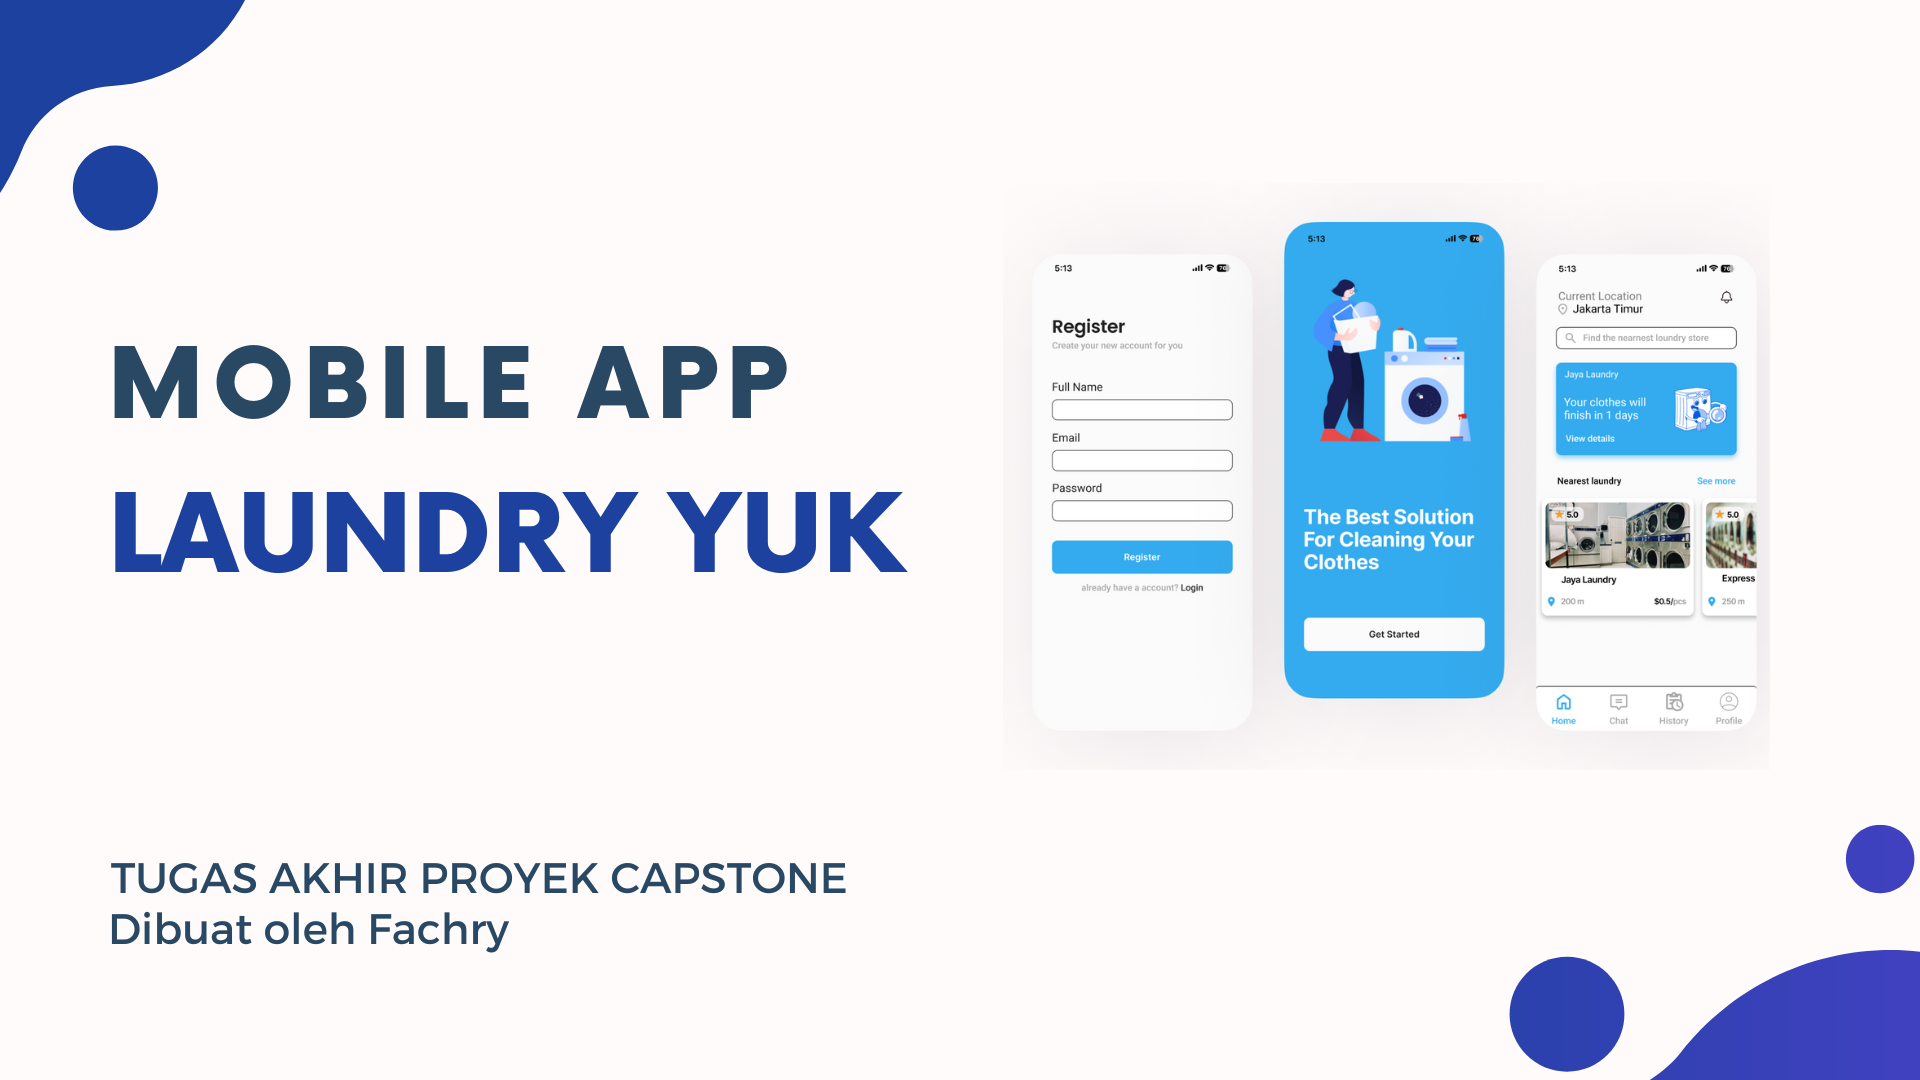 MOBILE APP
LAUNDRY YUK
TUGAS AKHIR PROYEK CAPSTONE
Dibuat oleh Fachry
5:13
Register
Create your new account for you
Full Name
Email
Password
Register
already have a account? Login
5:13
The Best Solution
For Cleaning Your
Clothes
Get Started
5:13
Current Location
Jakarta Timur
Find the nearnest loundry store
Jaya Laundry
Your clothes will
finish in 1 days
View details
Nearest laundry See more
5.0
Jaya Laundry
200 m $0.5/pcs
5.0
Express
250 m
Home Chat History Profile